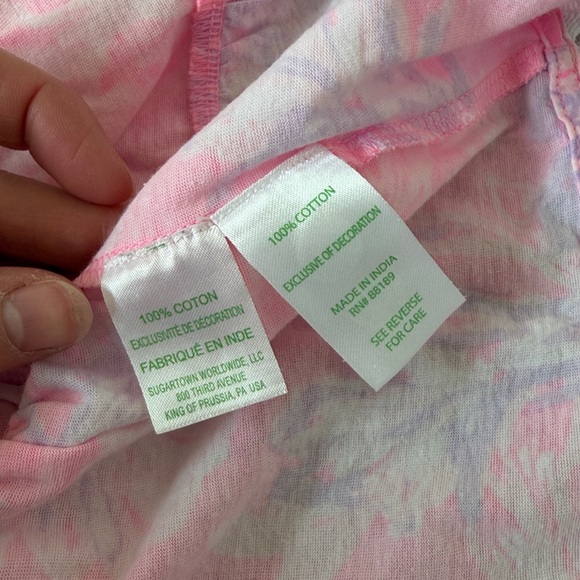 100% COTON
EXCLUSIVITÉ DE DÉCORATION
FABRIQUÉ EN INDE
SUGARTOWN WORLDWIDE, LLC
800 THIRD AVENUE
KING OF PRUSSIA, PA USA
100% COTTON
EXCLUSIVE OF DECORATION
MADE IN INDIA
RN# 88189
SEE REVERSE
FOR CARE